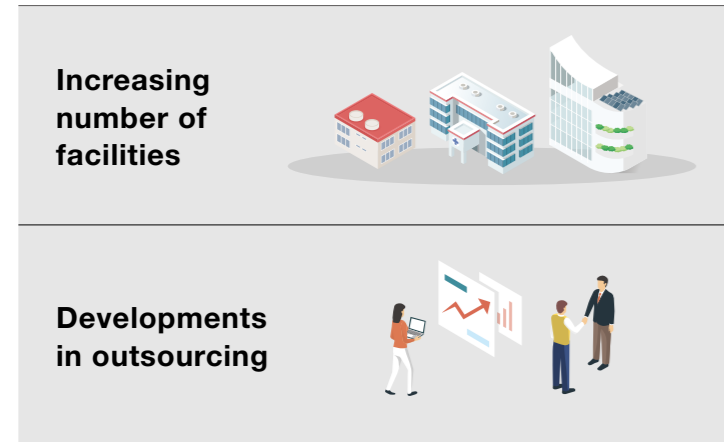 Increasing
number of
facilities
Developments
in outsourcing